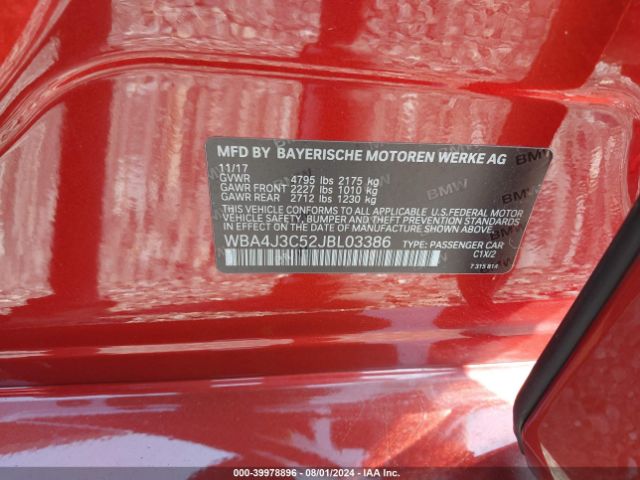 MFD BY BAYERISCHE MOTOREN WERKE AG
11/17
GVWR 4795 lbs 2175 kg
GAWR FRONT 2227 lbs 1010 kg
GAWR REAR 2712 lbs 1230 kg
THIS VEHICLE CONFORMS TO ALL APPLICABLE U.S.FEDERAL MOTOR
VEHICLE SAFETY, BUMPER, AND THEFT PREVENTION STANDARDS
IN EFFECT ON THE DATE OF MANUFACTURE SHOWN ABOVE.
WBA4J3C52JBL03386 TYPE: PASSENGER CAR
C1X/2
7 315 814
000-39978896 - 08/01/2024 - IAA Inc.